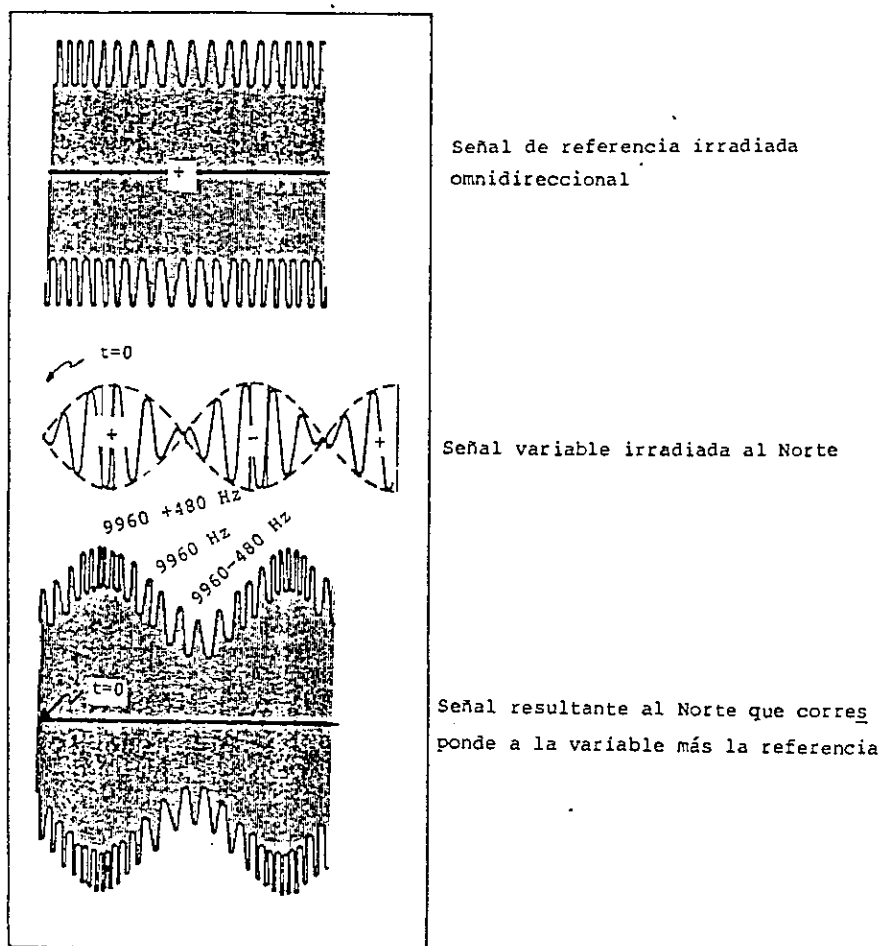 +
Señal de referencia irradiada
omnidireccional
t=0
+ - +
Señal variable irradiada al Norte
9960 +480 Hz
9960 Hz
9960-480 Hz
t=0
Señal resultante al Norte que corres
ponde a la variable más la referencia